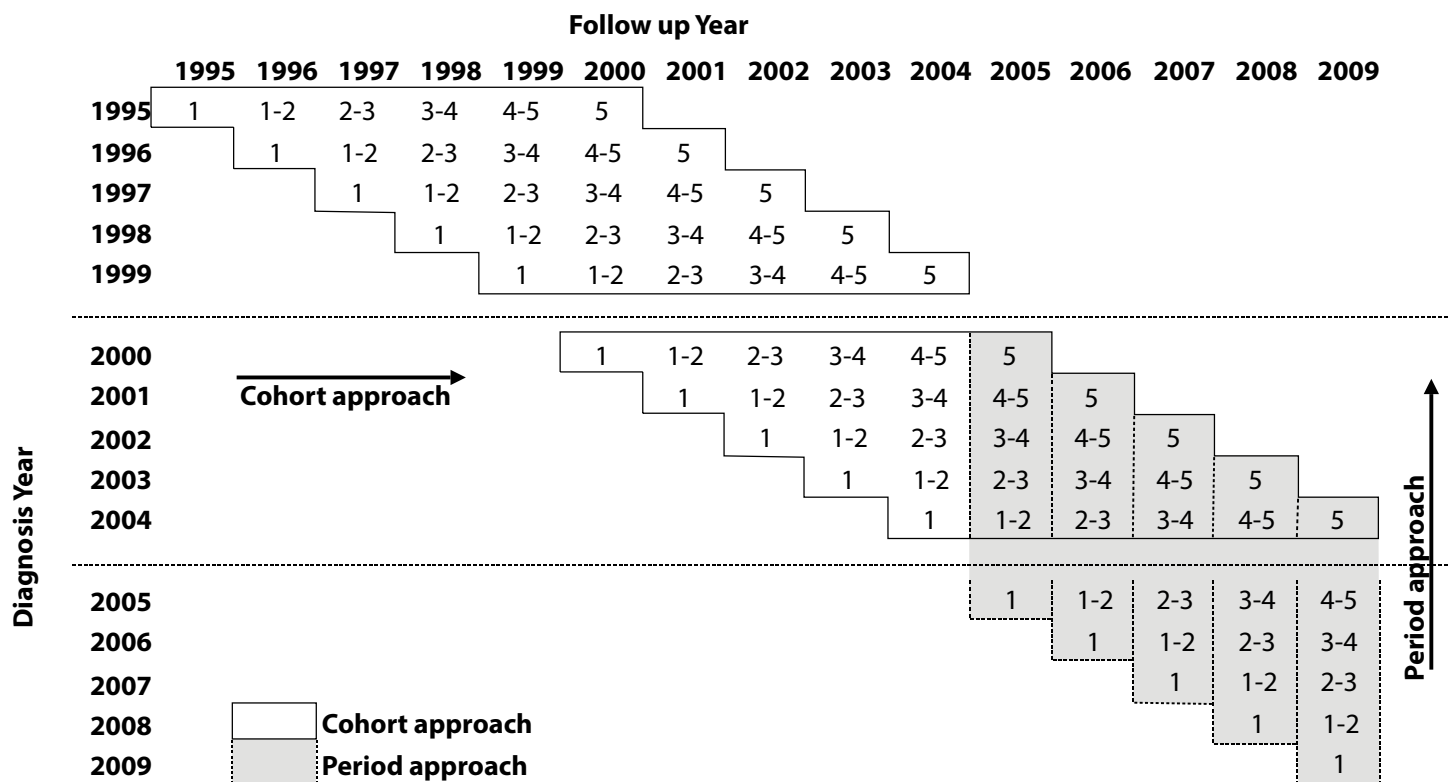 Follow up Year
1995 1996 1997 1998 1999 2000 2001 2002 2003 2004 2005 2006 2007 2008 2009
1995 1 1-2 2-3 3-4 4-5 5
1996 1 1-2 2-3 3-4 4-5 5
1997 1 1-2 2-3 3-4 4-5 5
1998 1 1-2 2-3 3-4 4-5 5
1999 1 1-2 2-3 3-4 4-5 5
2000 1 1-2 2-3 3-4 4-5 5
Cohort approach
2001 1 1-2 2-3 3-4 4-5 5
2002 1 1-2 2-3 3-4 4-5 5
2003 1 1-2 2-3 3-4 4-5 5
2004 1 1-2 2-3 3-4 4-5 5
2005 1 1-2 2-3 3-4 4-5
2006 1 1-2 2-3 3-4
2007 1 1-2 2-3
2008 1 1-2
2009 1
Diagnosis Year
Period approach
Cohort approach
Period approach